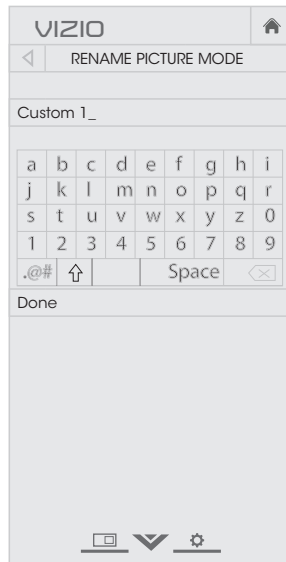 VIZIO
RENAME PICTURE MODE
Custom 1_
a b c d e f g h i
j k l m n o p q r
s t u v w x y z 0
1 2 3 4 5 6 7 8 9
.@# Space
Done